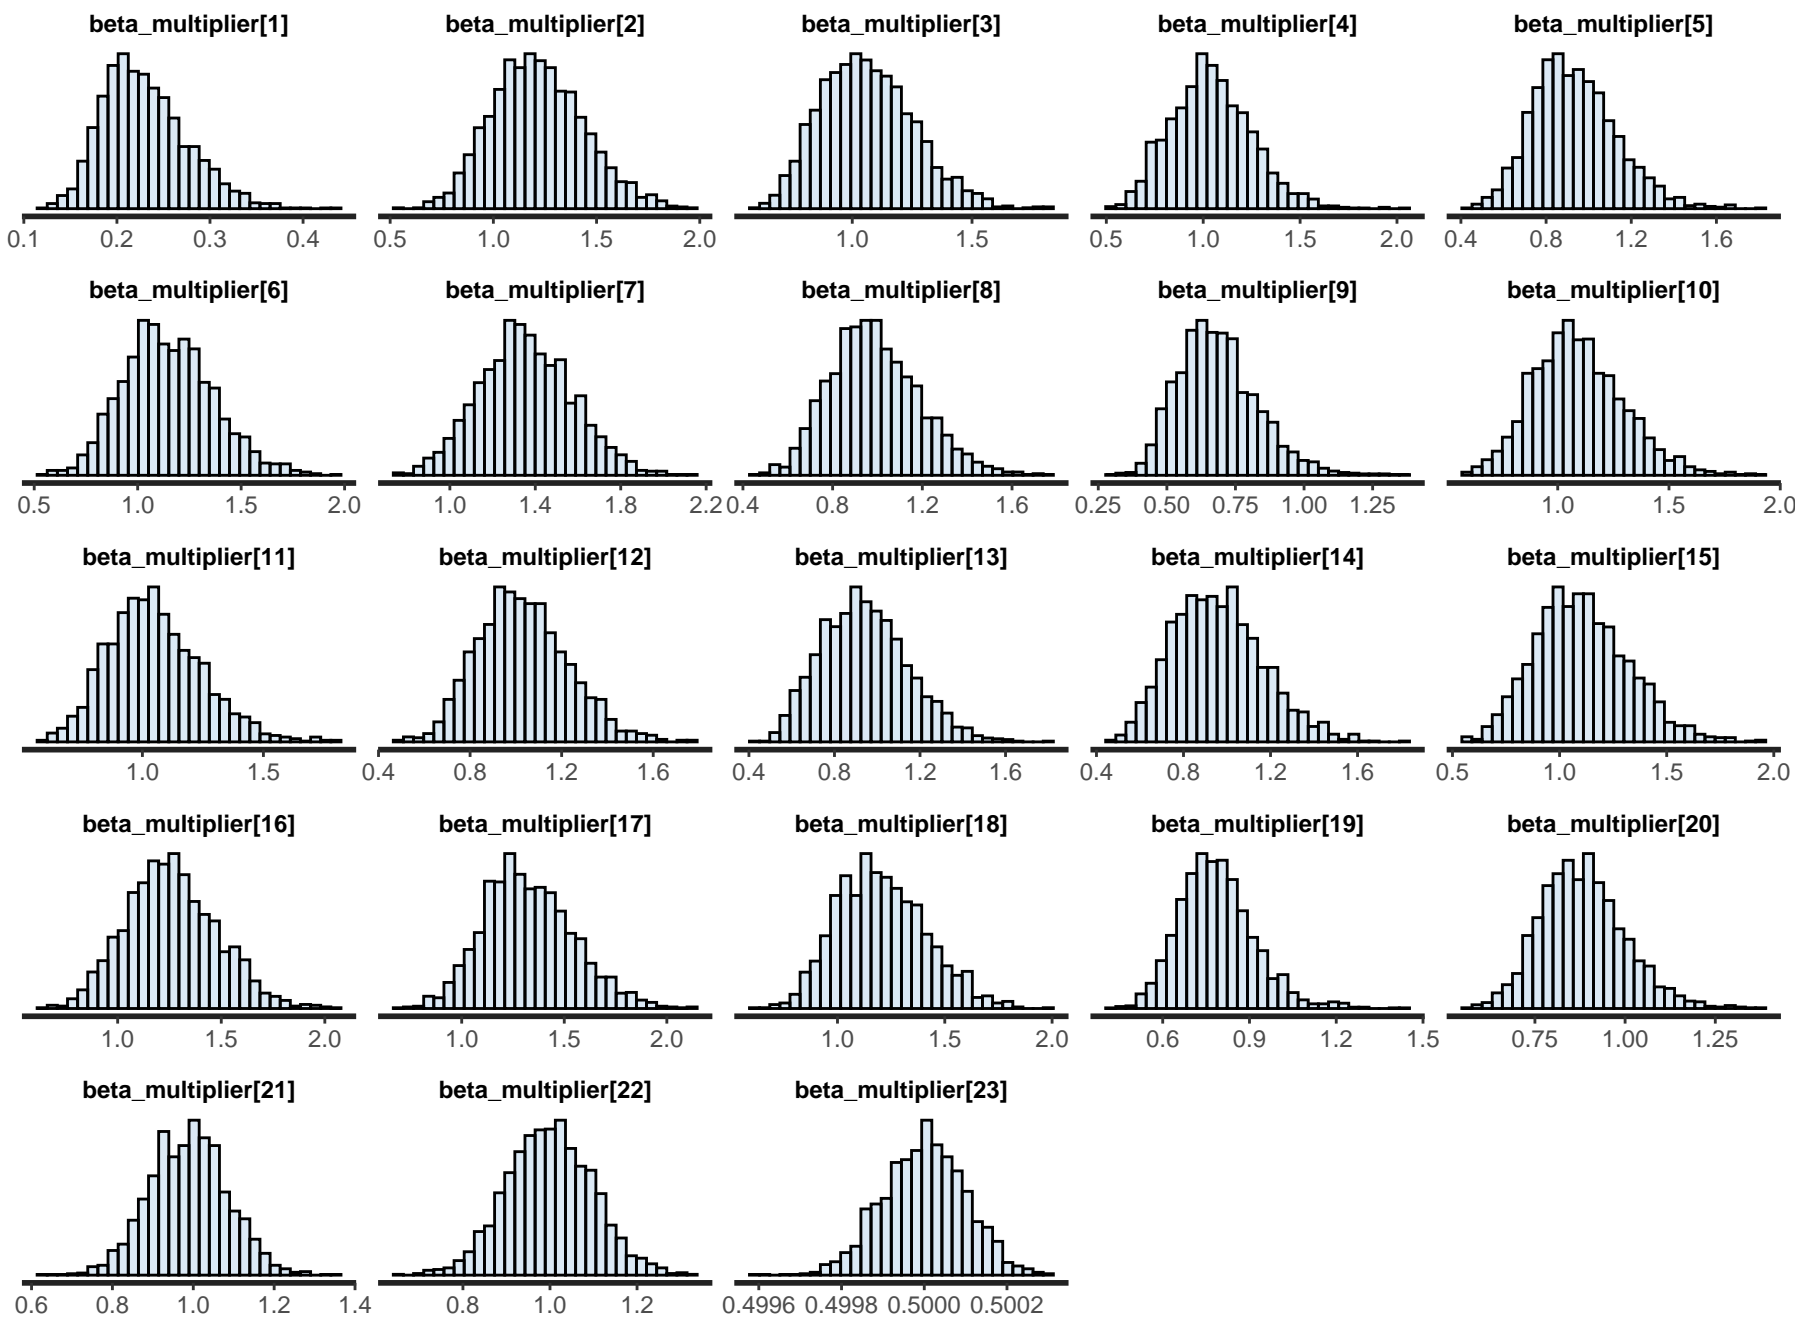 beta_multiplier[1] beta_multiplier[2] beta_multiplier[3] beta_multiplier[4] beta_multiplier[5]
0.1 0.2 0.3 0.4 0.5 1.0 1.5 2.0 1.0 1.5 0.5 1.0 1.5 2.0 0.4 0.8 1.2 1.6
beta_multiplier[6] beta_multiplier[7] beta_multiplier[8] beta_multiplier[9] beta_multiplier[10]
0.5 1.0 1.5 2.0 1.0 1.4 1.8 2.2 0.4 0.8 1.2 1.6 0.25 0.50 0.75 1.00 1.25 1.0 1.5 2.0
beta_multiplier[11] beta_multiplier[12] beta_multiplier[13] beta_multiplier[14] beta_multiplier[15]
1.0 1.5 0.4 0.8 1.2 1.6 0.4 0.8 1.2 1.6 0.4 0.8 1.2 1.6 0.5 1.0 1.5 2.0
beta_multiplier[16] beta_multiplier[17] beta_multiplier[18] beta_multiplier[19] beta_multiplier[20]
1.0 1.5 2.0 1.0 1.5 2.0 1.0 1.5 2.0 0.6 0.9 1.2 1.5 0.75 1.00 1.25
beta_multiplier[21] beta_multiplier[22] beta_multiplier[23]
0.6 0.8 1.0 1.2 1.4 0.8 1.0 1.2 0.4996 0.4998 0.5000 0.5002